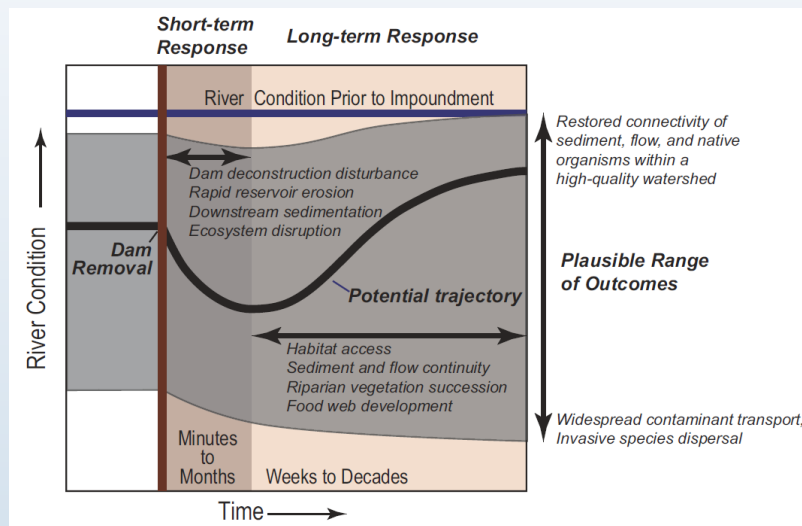 Short-term
Response
Long-term Response
River Condition Prior to Impoundment
Restored connectivity of
sediment, flow, and native
organisms within a
high-quality watershed
Dam deconstruction disturbance
Rapid reservoir erosion
Downstream sedimentation
Ecosystem disruption
Dam
Removal
Plausible Range
of Outcomes
Potential trajectory
River Condition
Habitat access
Sediment and flow continuity
Riparian vegetation succession
Food web development
Widespread contaminant transport,
Invasive species dispersal
Minutes
to
Months
Weeks to Decades
Time